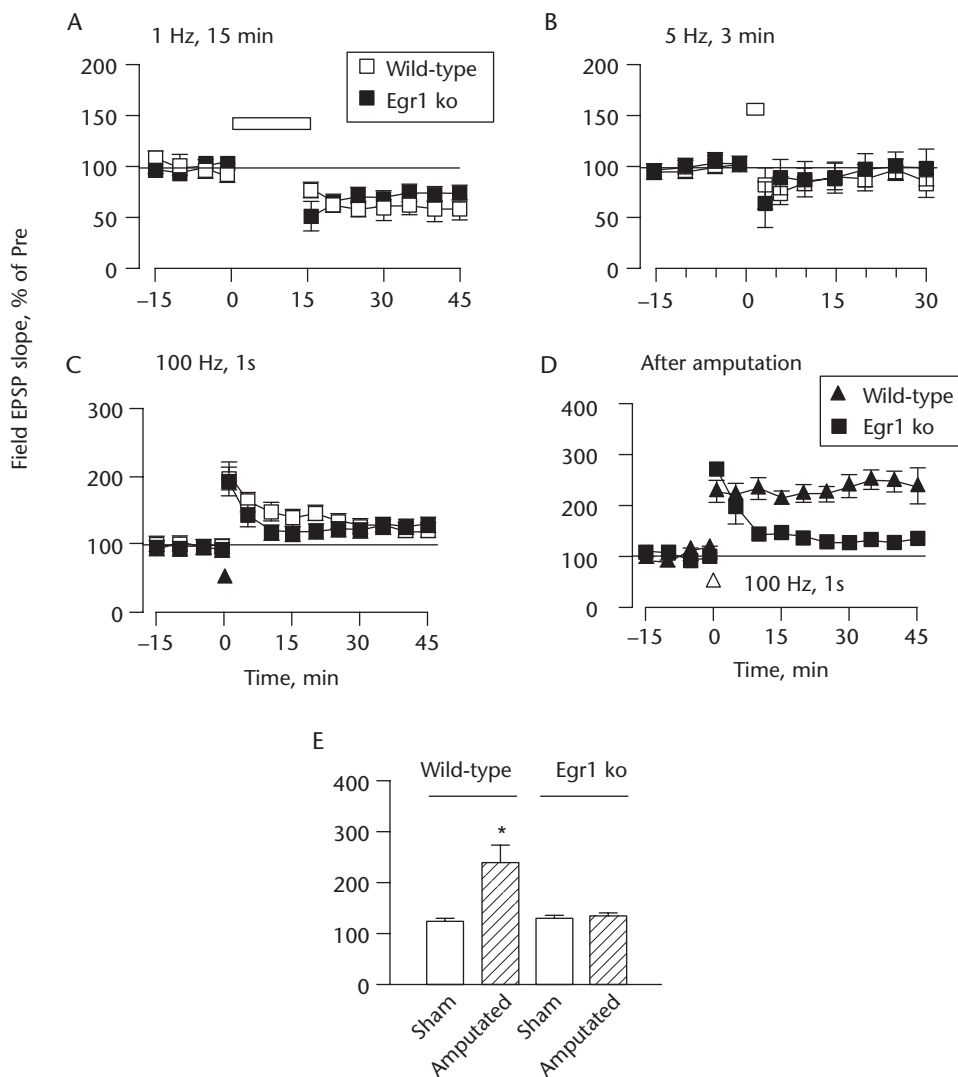 A
1 Hz, 15 min
200
150
100
50
0
Wild-type
Egr1 ko
–15
0
15
30
45
B
5 Hz, 3 min
200
150
100
50
0
–15
0
15
30
Field EPSP slope, % of Pre
C
100 Hz, 1s
300
200
100
0
–15
0
15
30
45
Time, min
D
After amputation
Wild-type
Egr1 ko
400
300
200
100
0
100 Hz, 1s
–15
0
15
30
45
Time, min
E
Wild-type
Egr1 ko
400
300
200
100
0
*
Sham
Amputated
Sham
Amputated